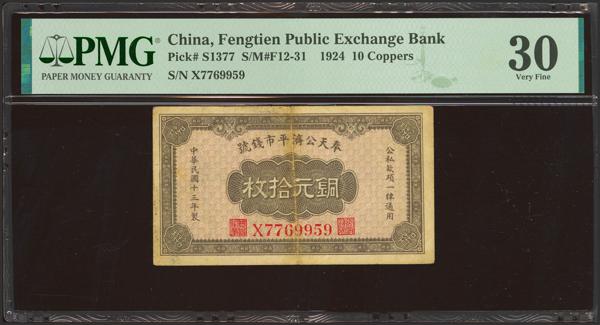 PMG
PAPER MONEY GUARANTY
China, Fengtien Public Exchange Bank
Pick# S1377 S/M#F12-31 1924 10 Coppers
S/N X7769959
30
Very Fine
號錢市平濟公天奉
枚拾元銅
公私款項一律通用
中華民國十三年製
X7769959